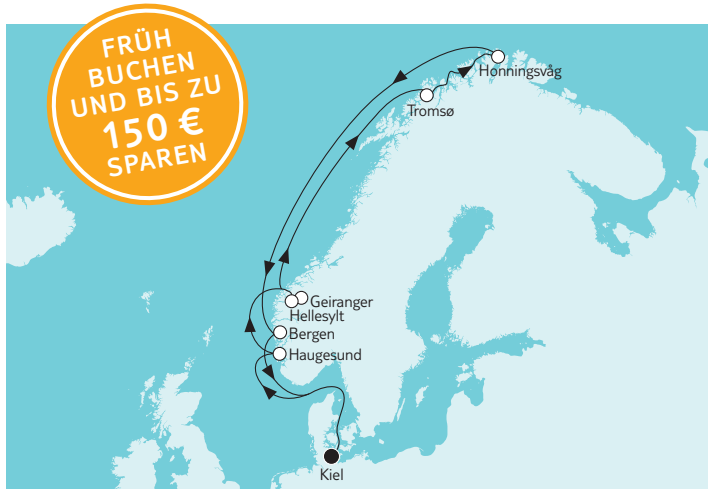 FRÜH
BUCHEN
UND BIS ZU
150 €
SPAREN
Honningsvåg
Tromsø
Geiranger
Hellesylt
Bergen
Haugesund
Kiel